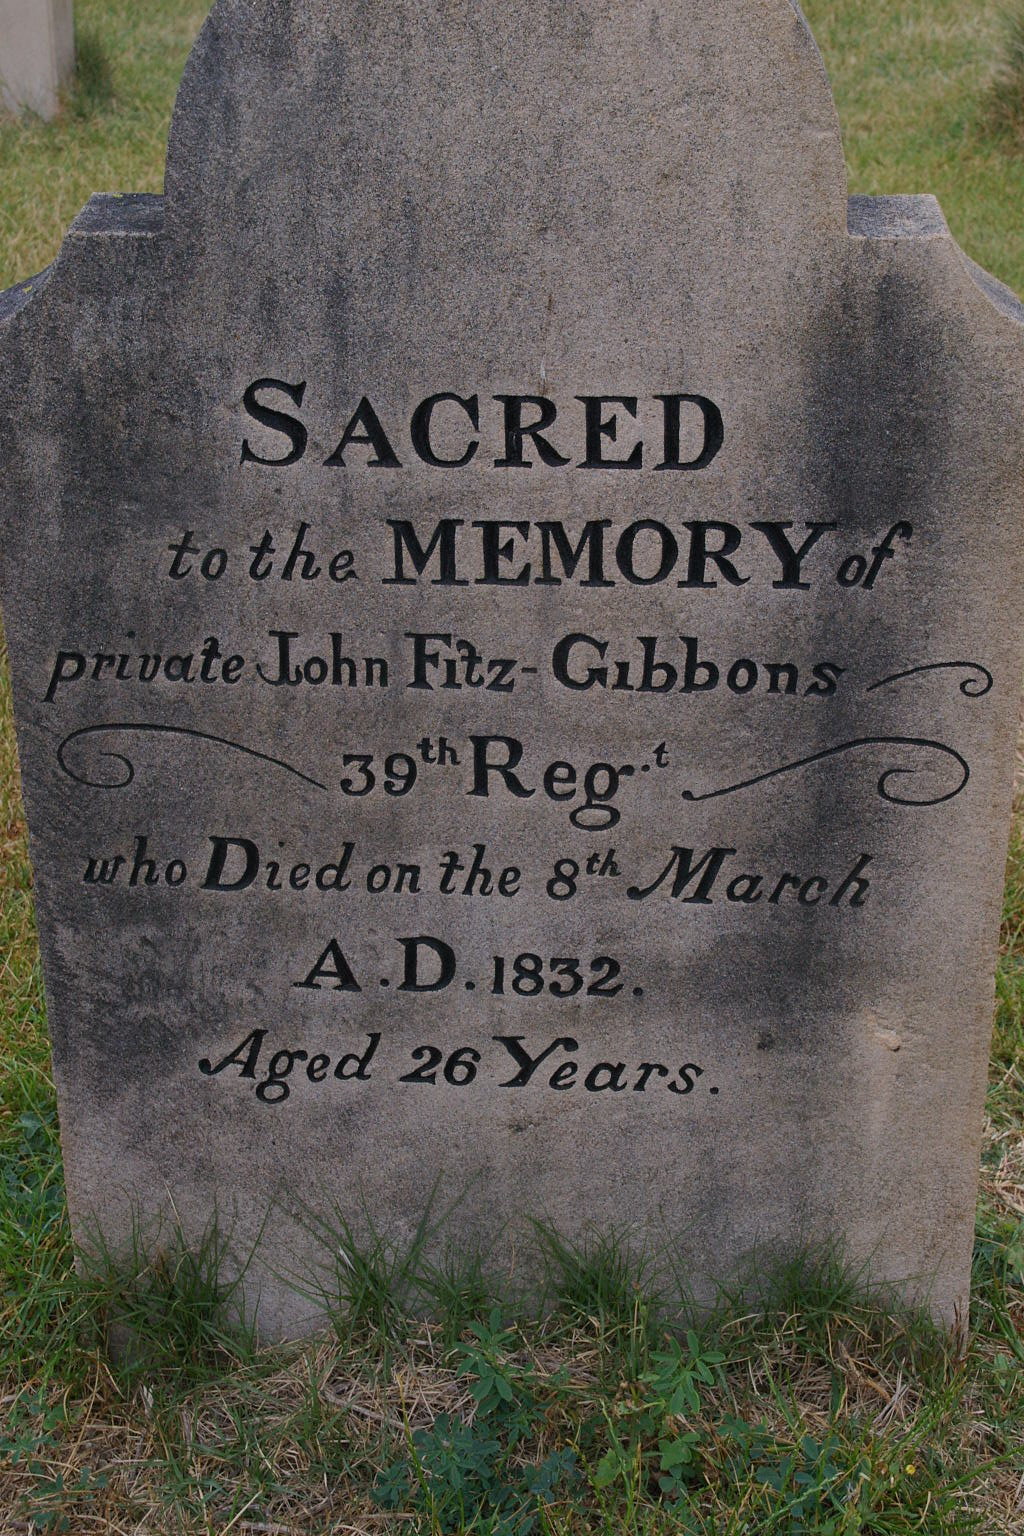 SACRED
to the MEMORY of
private John Fitz-Gibbons
39th Reg.t
who Died on the 8th March
A.D. 1832.
Aged 26 Years.